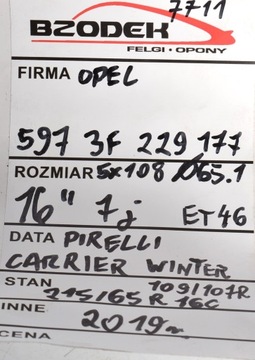 7711
BZODEK
FELGI • OPONY
FIRMA OPEL
597 3F 229 177
ROZMIAR 5x108 Ø65.1
16" 7j ET46
DATA PIRELLI
CARRIER WINTER
STAN 109/107R
215/65 R 16C
INNE 2019r
CENA